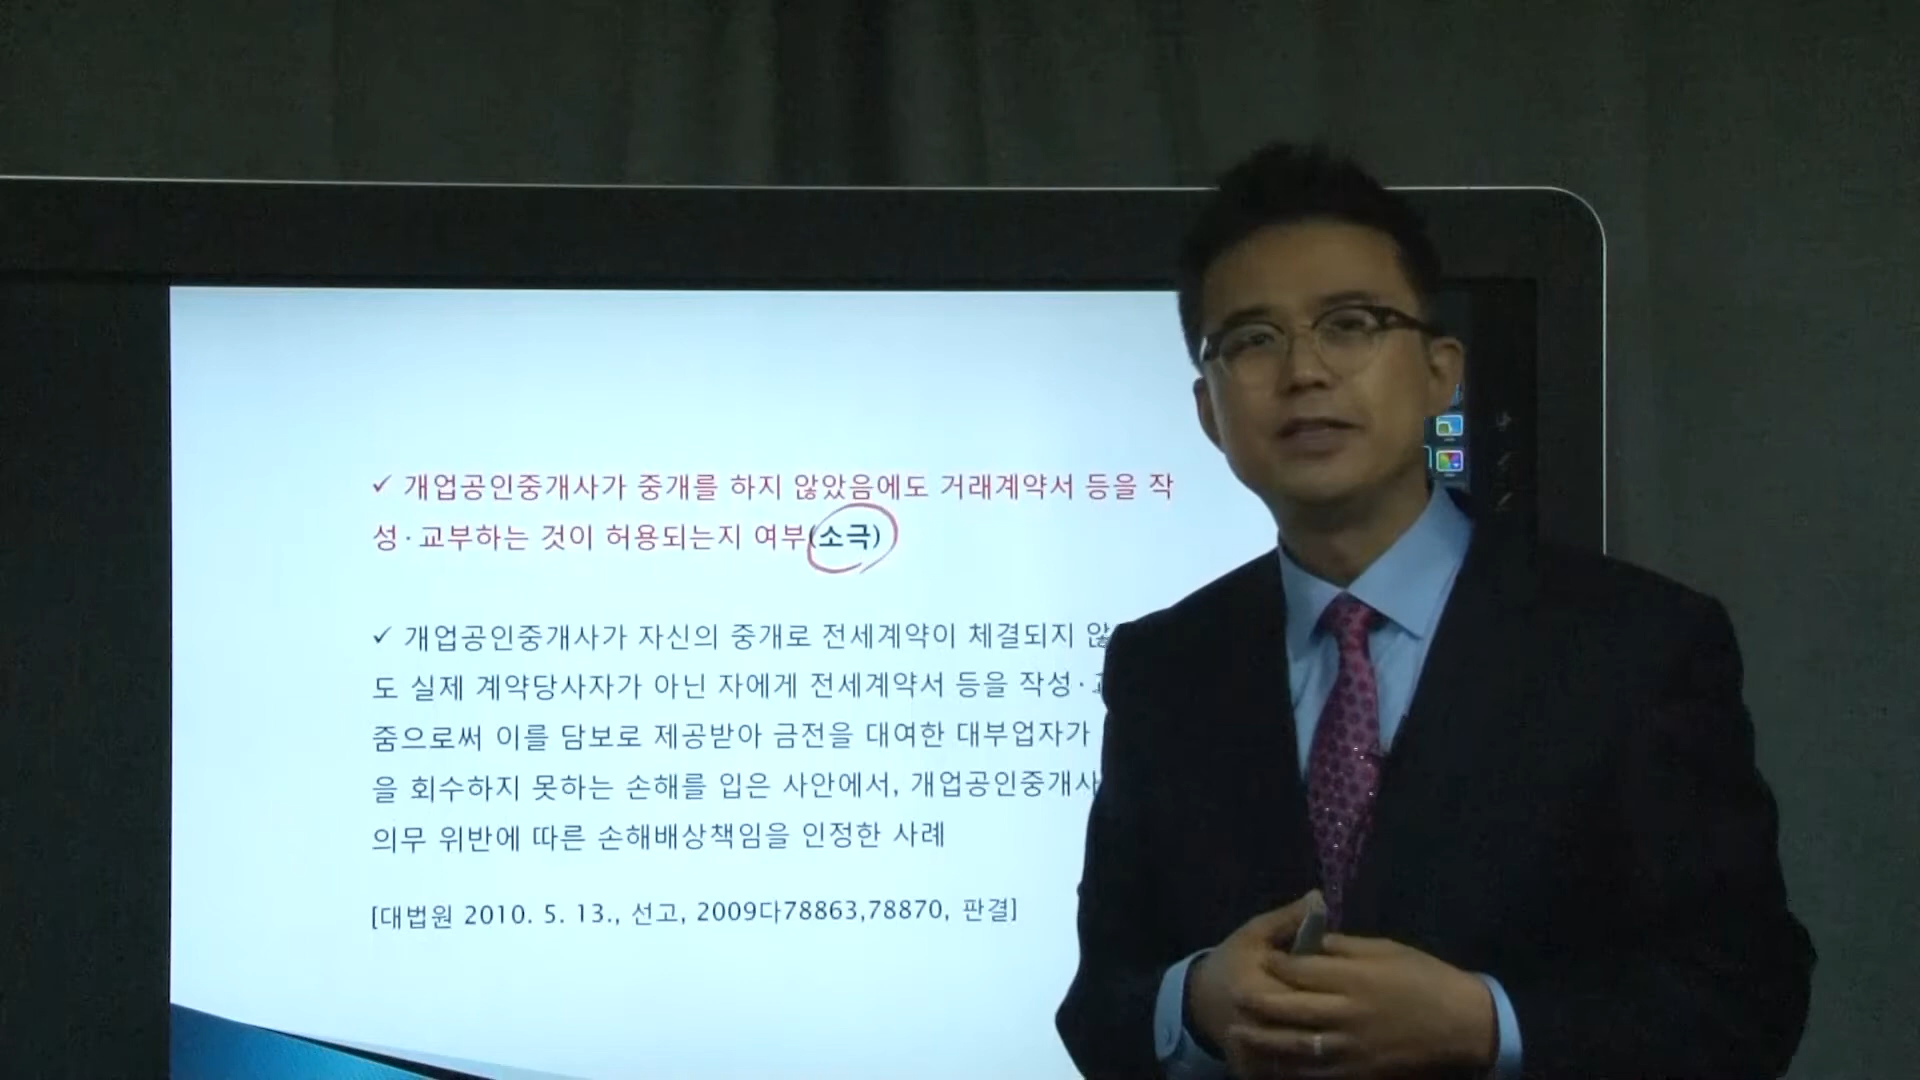 ✓ 개업공인중개사가 중개를 하지 않았음에도 거래계약서 등을 작
성·교부하는 것이 허용되는지 여부(소극)
✓ 개업공인중개사가 자신의 중개로 전세계약이 체결되지 않
도 실제 계약당사자가 아닌 자에게 전세계약서 등을 작성·
줌으로써 이를 담보로 제공받아 금전을 대여한 대부업자가
을 회수하지 못하는 손해를 입은 사안에서, 개업공인중개사
의무 위반에 따른 손해배상책임을 인정한 사례
[대법원 2010. 5. 13., 선고, 2009다78863,78870, 판결]